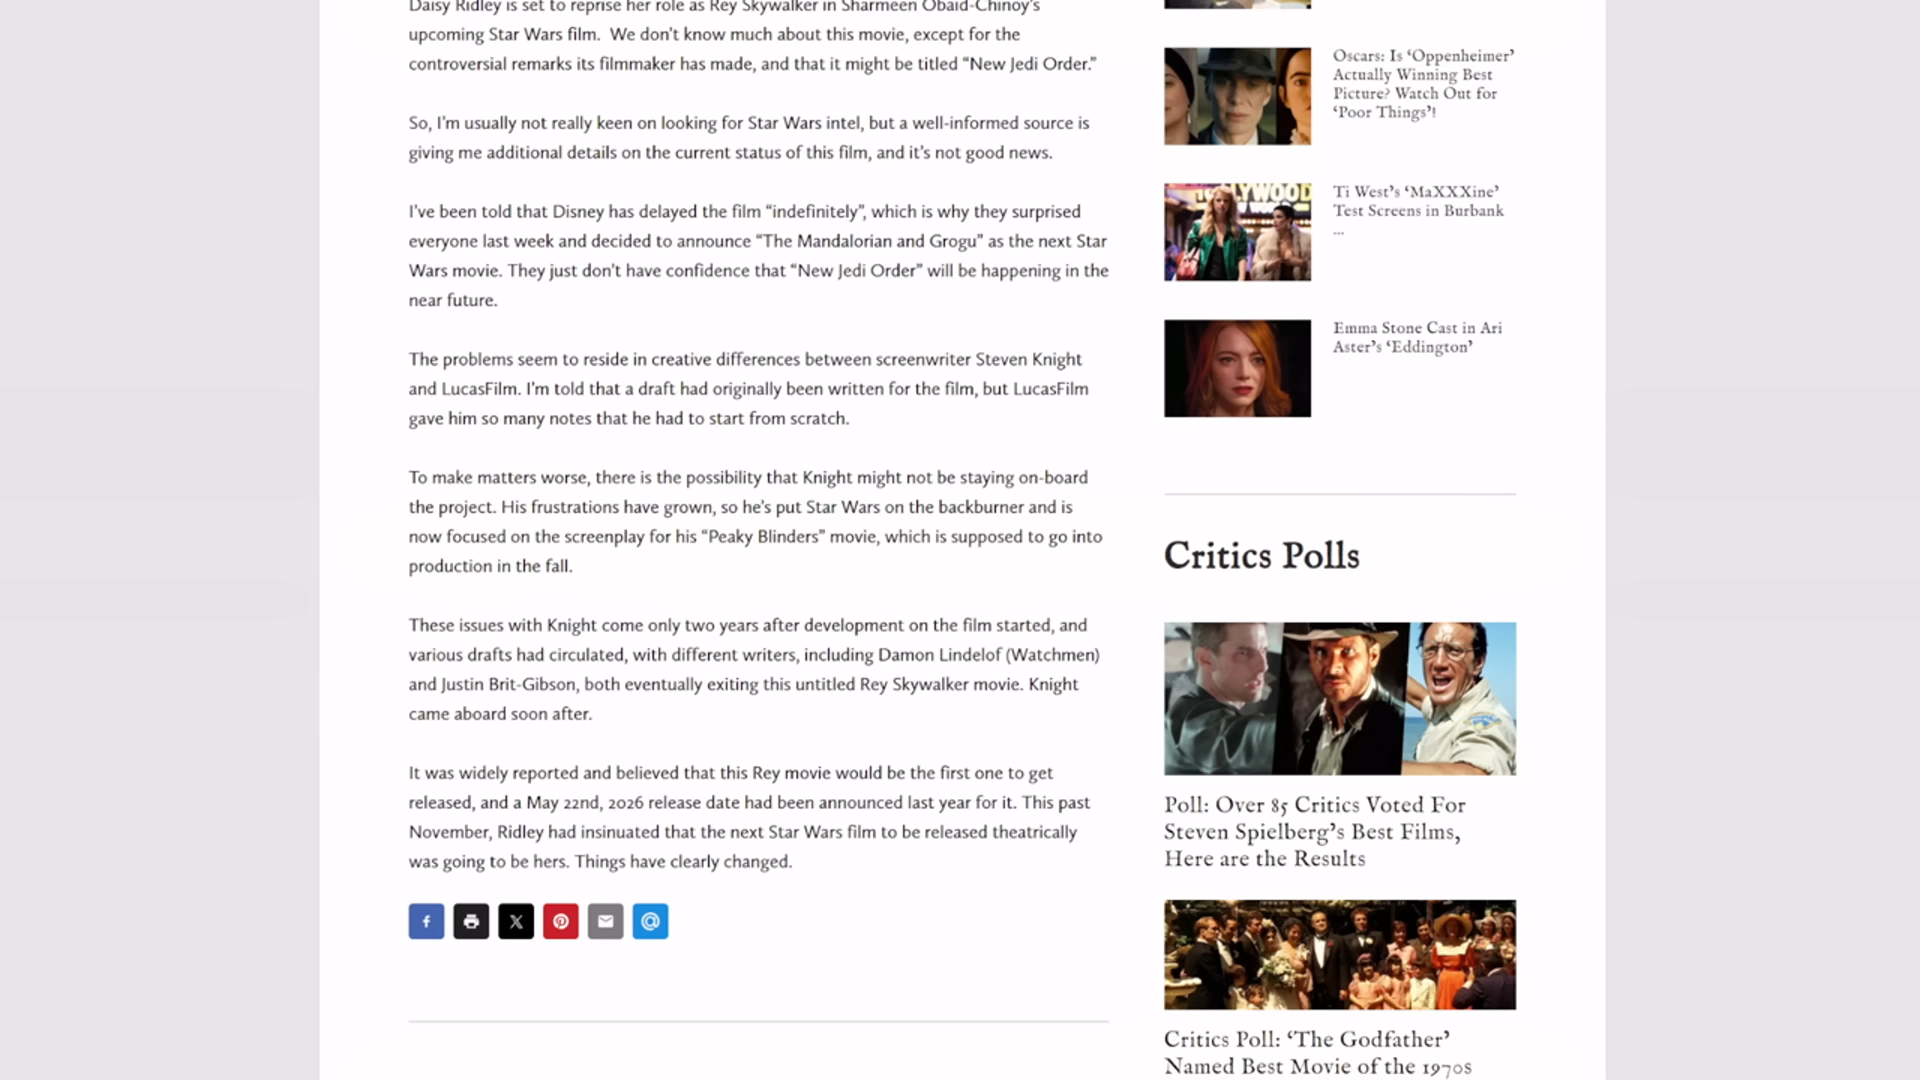 Daisy Ridley is set to reprise her role as Rey Skywalker in Sharmeen Obaid-Chinoy’s
upcoming Star Wars film.  We don’t know much about this movie, except for the
controversial remarks its filmmaker has made, and that it might be titled “New Jedi Order.”
So, I’m usually not really keen on looking for Star Wars intel, but a well-informed source is
giving me additional details on the current status of this film, and it’s not good news.
I’ve been told that Disney has delayed the film “indefinitely”, which is why they surprised
everyone last week and decided to announce “The Mandalorian and Grogu” as the next Star
Wars movie. They just don’t have confidence that “New Jedi Order” will be happening in the
near future.
The problems seem to reside in creative differences between screenwriter Steven Knight
and LucasFilm. I’m told that a draft had originally been written for the film, but LucasFilm
gave him so many notes that he had to start from scratch.
To make matters worse, there is the possibility that Knight might not be staying on-board
the project. His frustrations have grown, so he’s put Star Wars on the backburner and is
now focused on the screenplay for his “Peaky Blinders” movie, which is supposed to go into
production in the fall.
These issues with Knight come only two years after development on the film started, and
various drafts had circulated, with different writers, including Damon Lindelof (Watchmen)
and Justin Brit-Gibson, both eventually exiting this untitled Rey Skywalker movie. Knight
came aboard soon after.
It was widely reported and believed that this Rey movie would be the first one to get
released, and a May 22nd, 2026 release date had been announced last year for it. This past
November, Ridley had insinuated that the next Star Wars film to be released theatrically
was going to be hers. Things have clearly changed.
Oscars: Is ‘Oppenheimer’
Actually Winning Best
Picture? Watch Out for
‘Poor Things’!
Ti West’s ‘MaXXXine’
Test Screens in Burbank
...
Emma Stone Cast in Ari
Aster’s ‘Eddington’
Critics Polls
Poll: Over 85 Critics Voted For
Steven Spielberg’s Best Films,
Here are the Results
Critics Poll: ‘The Godfather’
Named Best Movie of the 1970s